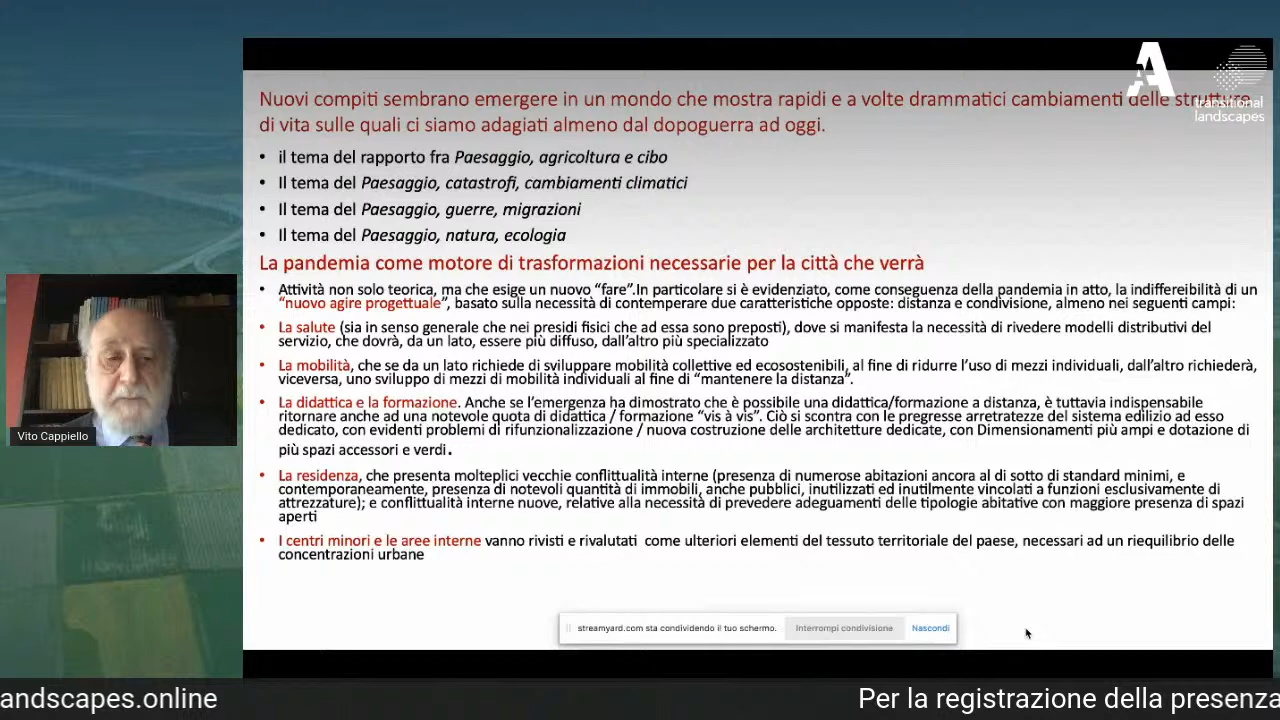 Nuovi compiti sembrano emergere in un mondo che mostra rapidi e a volte drammatici cambiamenti delle
di vita sulle quali ci siamo adagiati almeno dal dopoguerra ad oggi.
transitional
landscapes
• il tema del rapporto fra Paesaggio, agricoltura e cibo
• Il tema del Paesaggio, catastrofi, cambiamenti climatici
• Il tema del Paesaggio, guerre, migrazioni
• Il tema del Paesaggio, natura, ecologia
La pandemia come motore di trasformazioni necessarie per la città che verrà
• Attività non solo teorica, ma che esige un nuovo “fare”.In particolare si è evidenziato, come conseguenza della pandemia in atto, la indifferibilità di un
“nuovo agire progettuale”, basato sulla necessità di contemperare due caratteristiche opposte: distanza e condivisione, almeno nei seguenti campi:
• La salute (sia in senso generale che nei presidi fisici che ad essa sono preposti), dove si manifesta la necessità di rivedere modelli distributivi del
servizio, che dovrà, da un lato, essere più diffuso, dall’altro più specializzato
• La mobilità, che se da un lato richiede di sviluppare mobilità collettive ed ecosostenibili, al fine di ridurre l’uso di mezzi individuali, dall’altro richiederà,
viceversa, uno sviluppo di mezzi di mobilità individuali al fine di “mantenere la distanza”.
• La didattica e la formazione. Anche se l’emergenza ha dimostrato che è possibile una didattica/formazione a distanza, è tuttavia indispensabile
ritornare anche ad una notevole quota di didattica / formazione “vis à vis”. Ciò si scontra con le pregresse arretratezze del sistema edilizio ad esso
dedicato, con evidenti problemi di rifunzionalizzazione / nuova costruzione delle architetture dedicate, con Dimensionamenti più ampi e dotazione di
più spazi accessori e verdi.
• La residenza, che presenta molteplici vecchie conflittualità interne (presenza di numerose abitazioni ancora al di sotto di standard minimi, e
contemporaneamente, presenza di notevoli quantità di immobili, anche pubblici, inutilizzati ed inutilmente vincolati a funzioni esclusivamente di
attrezzature); e conflittualità interne nuove, relative alla necessità di prevedere adeguamenti delle tipologie abitative con maggiore presenza di spazi
aperti
• I centri minori e le aree interne vanno rivisti e rivalutati come ulteriori elementi del tessuto territoriale del paese, necessari ad un riequilibrio delle
concentrazioni urbane
Vito Cappiello
streamyard.com sta condividendo il tuo schermo. Interrompi condivisione Nascondi
andscapes.online
Per la registrazione della presenza